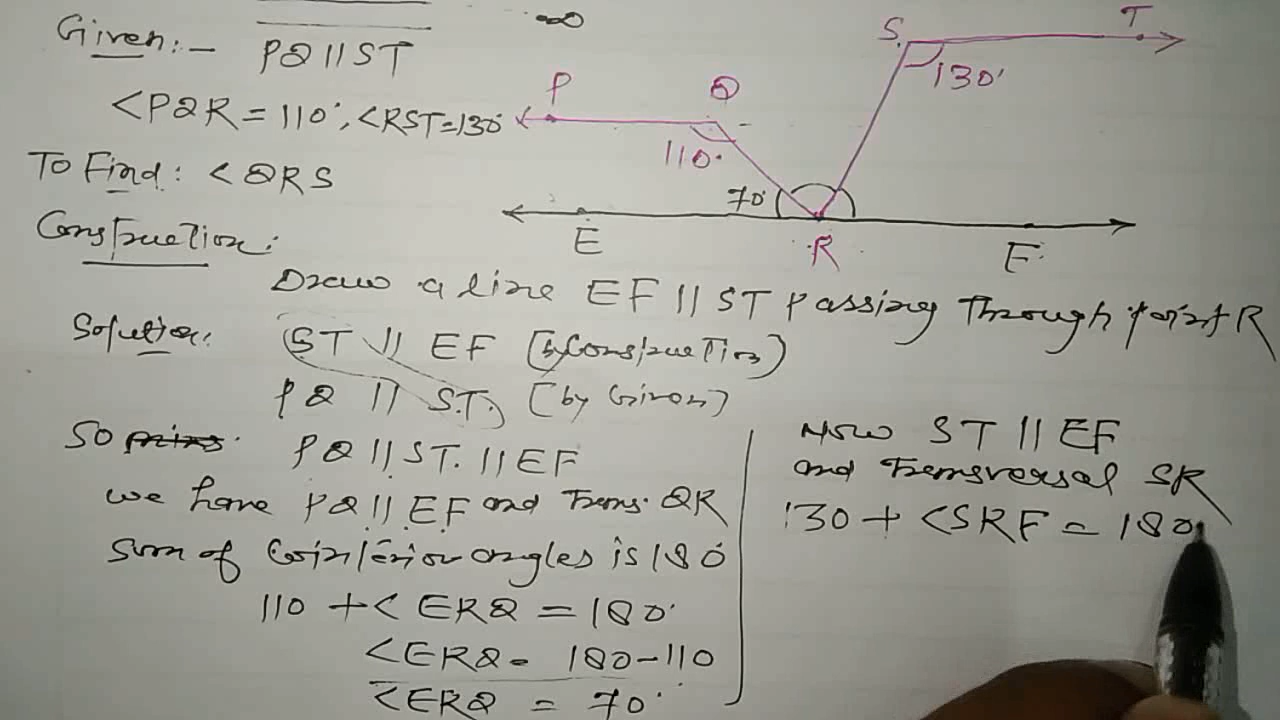 Given:-
PQ || ST
<PQR = 110°, <RST = 130°
To Find: < QRS
Construction:
Draw a line EF || ST passing through point R
Solution:
ST || EF (by Construction)
PQ || S.T. (by Given)
So
PQ || ST. || EF
we have PQ || EF and Trans. QR
sum of Cointerior angles is 180
110 + < ERQ = 180°
<ERQ = 180-110
<ERQ = 70°
Now ST || EF
and Transversal SR
130 + <SRF = 180
P
Q
S
T
110°
130°
70°
E
R
F